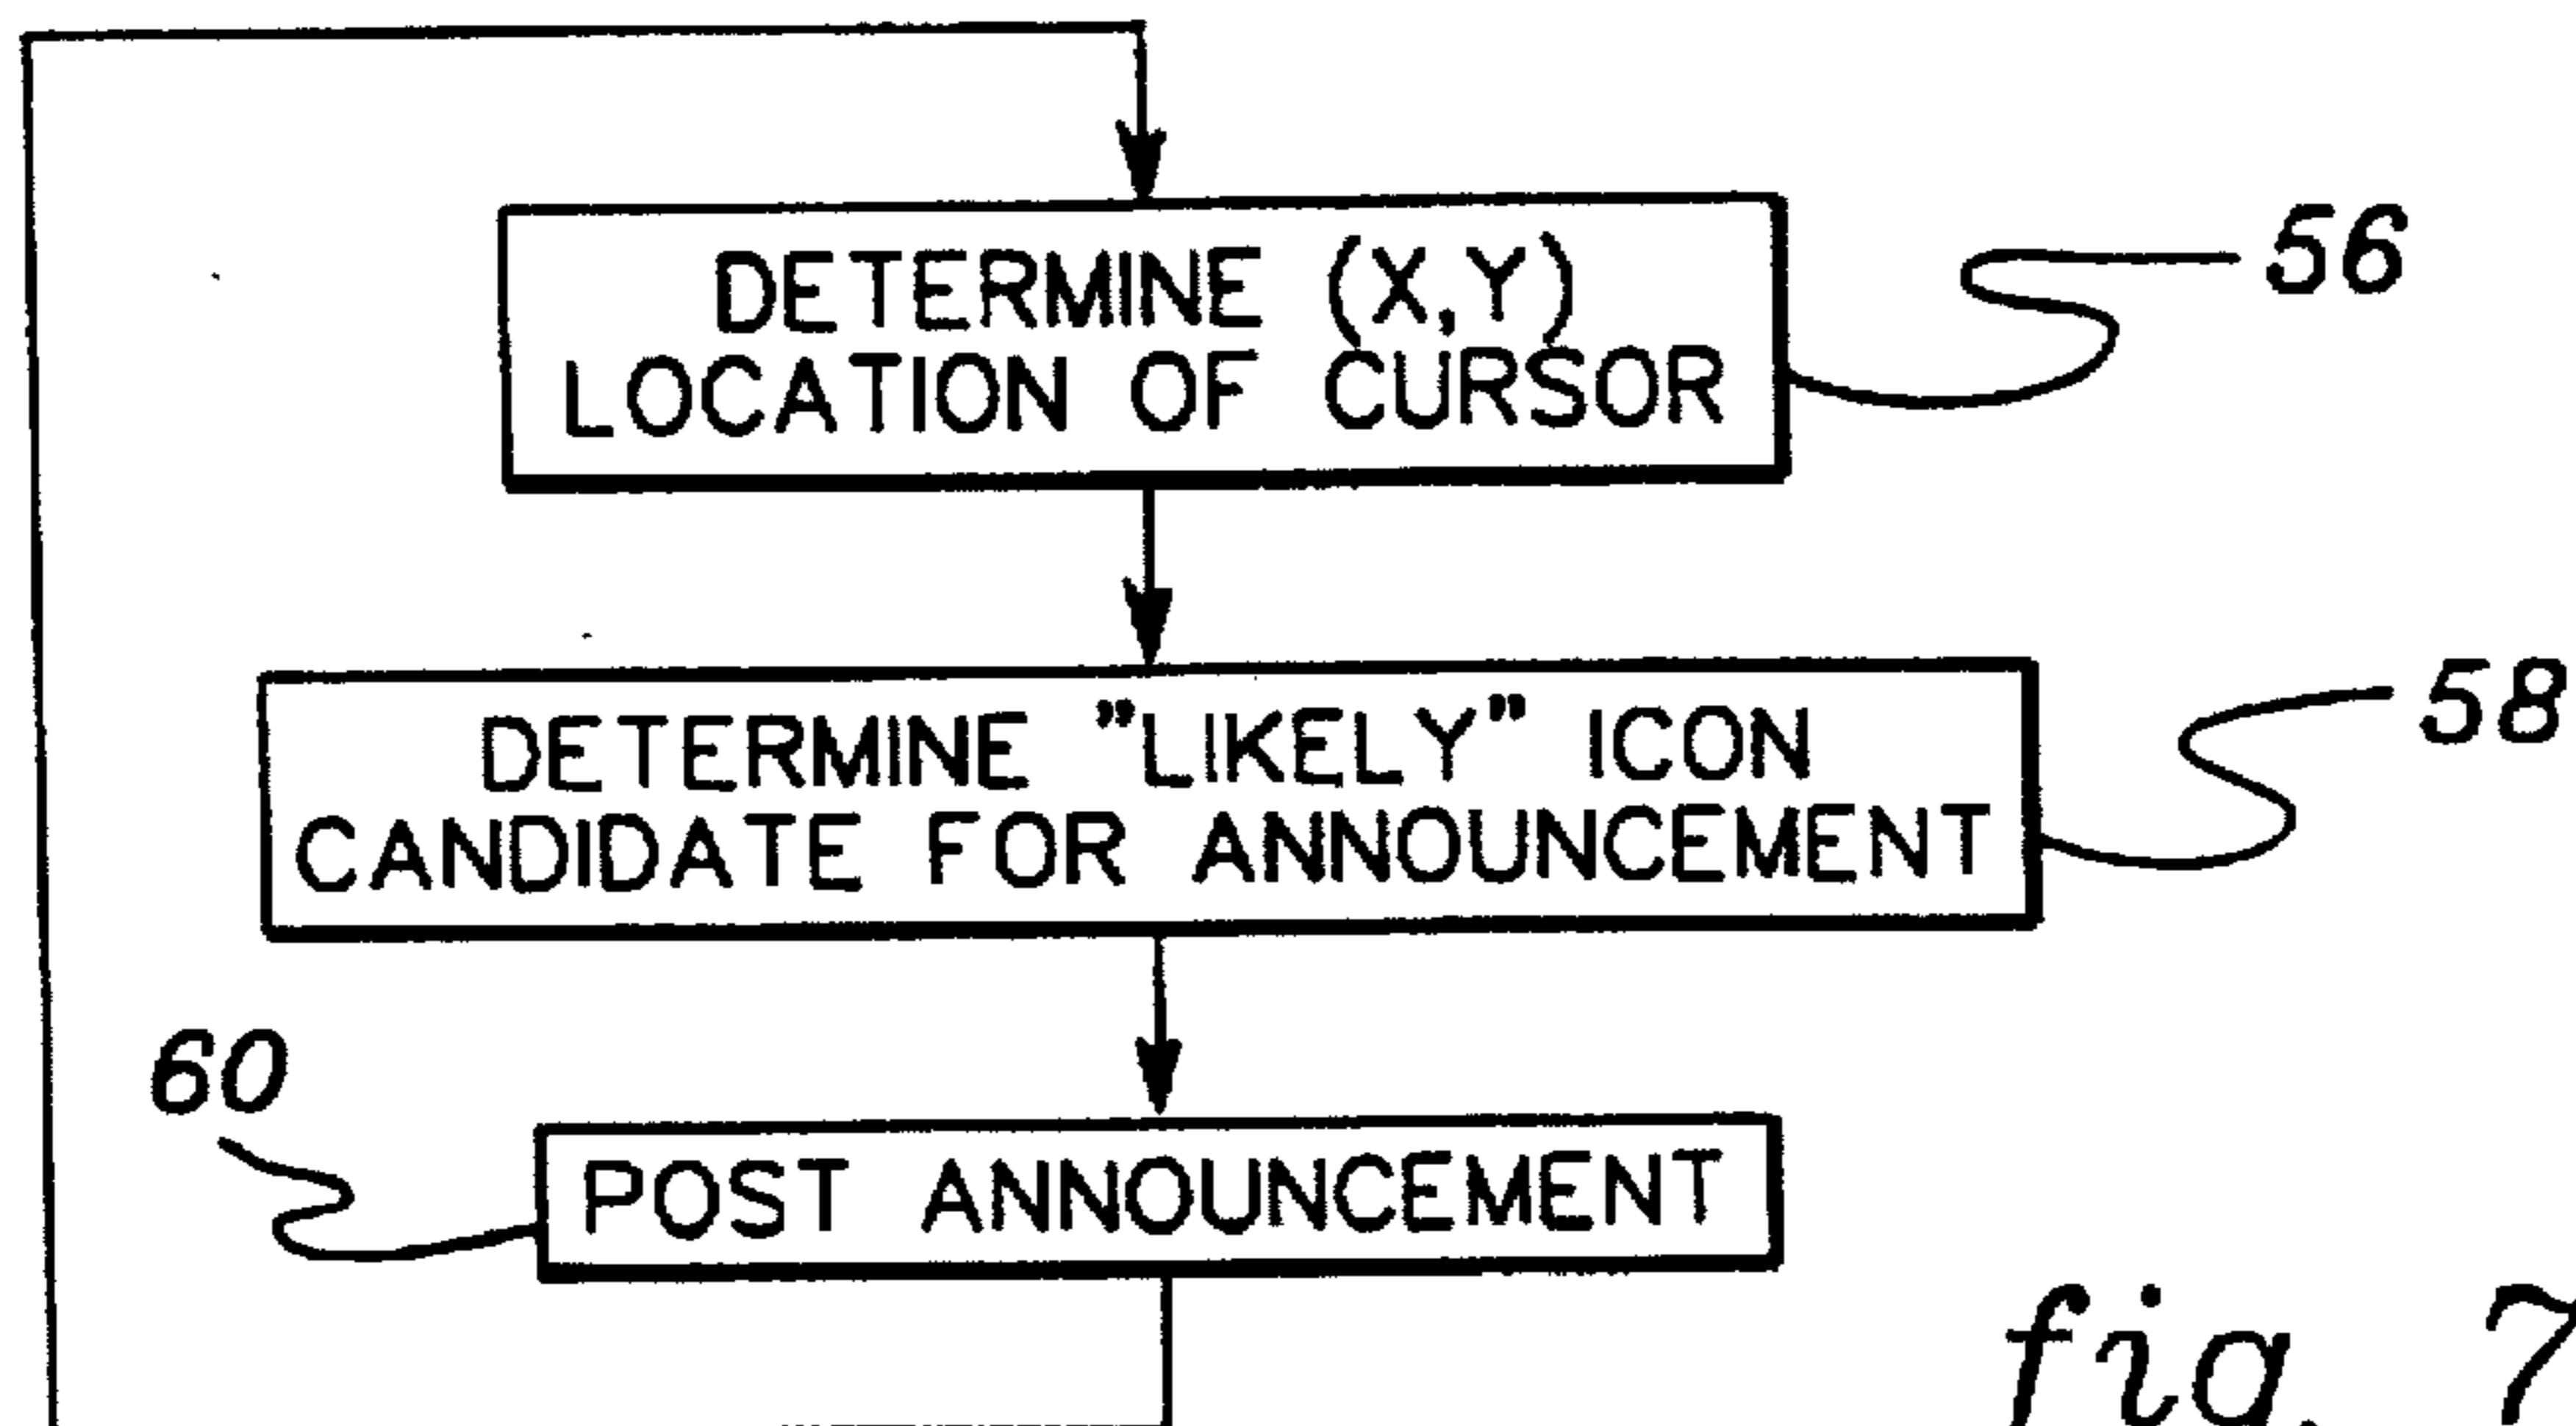 DETERMINE (X,Y)
LOCATION OF CURSOR
56
DETERMINE "LIKELY" ICON
CANDIDATE FOR ANNOUNCEMENT
58
60
POST ANNOUNCEMENT
fig. 7